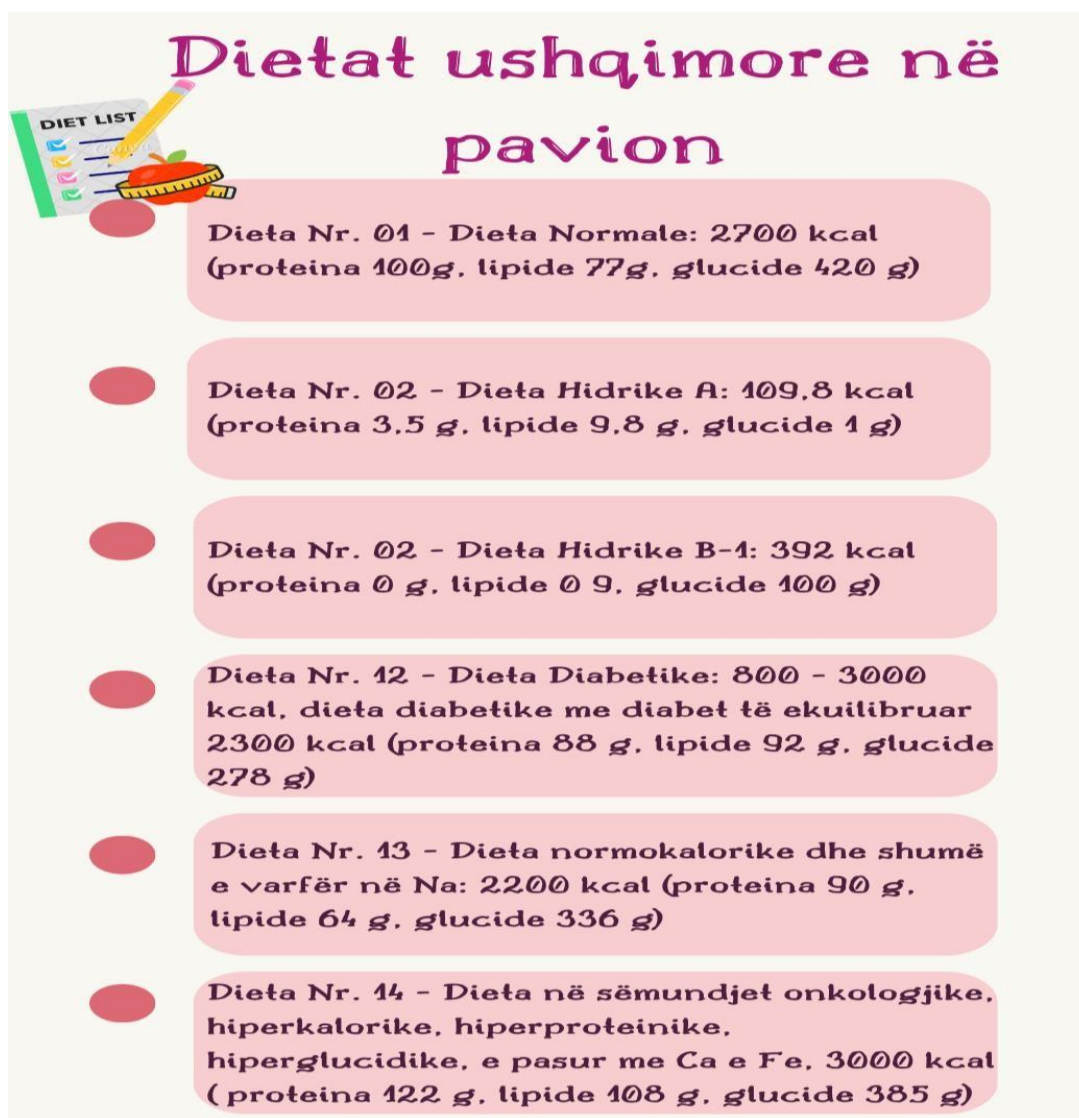 Dietat ushqimore në
pavion
DIET LIST
Dieta Nr. 01 - Dieta Normale: 2700 kcal
(proteina 100g, lipide 77g, glucide 420 g)
Dieta Nr. 02 - Dieta Hidrike A: 109,8 kcal
(proteina 3,5 g, lipide 9,8 g, glucide 1 g)
Dieta Nr. 02 - Dieta Hidrike B-1: 392 kcal
(proteina 0 g, lipide 0 9, glucide 100 g)
Dieta Nr. 12 - Dieta Diabetike: 800 - 3000
kcal, dieta diabetike me diabet të ekuilibruar
2300 kcal (proteina 88 g, lipide 92 g, glucide
278 g)
Dieta Nr. 13 - Dieta normokalorike dhe shumë
e varfër në Na: 2200 kcal (proteina 90 g,
lipide 64 g, glucide 336 g)
Dieta Nr. 14 - Dieta në sëmundjet onkologjike,
hiperkalorike, hiperproteinike,
hiperglucidike, e pasur me Ca e Fe, 3000 kcal
( proteina 122 g, lipide 108 g, glucide 385 g)